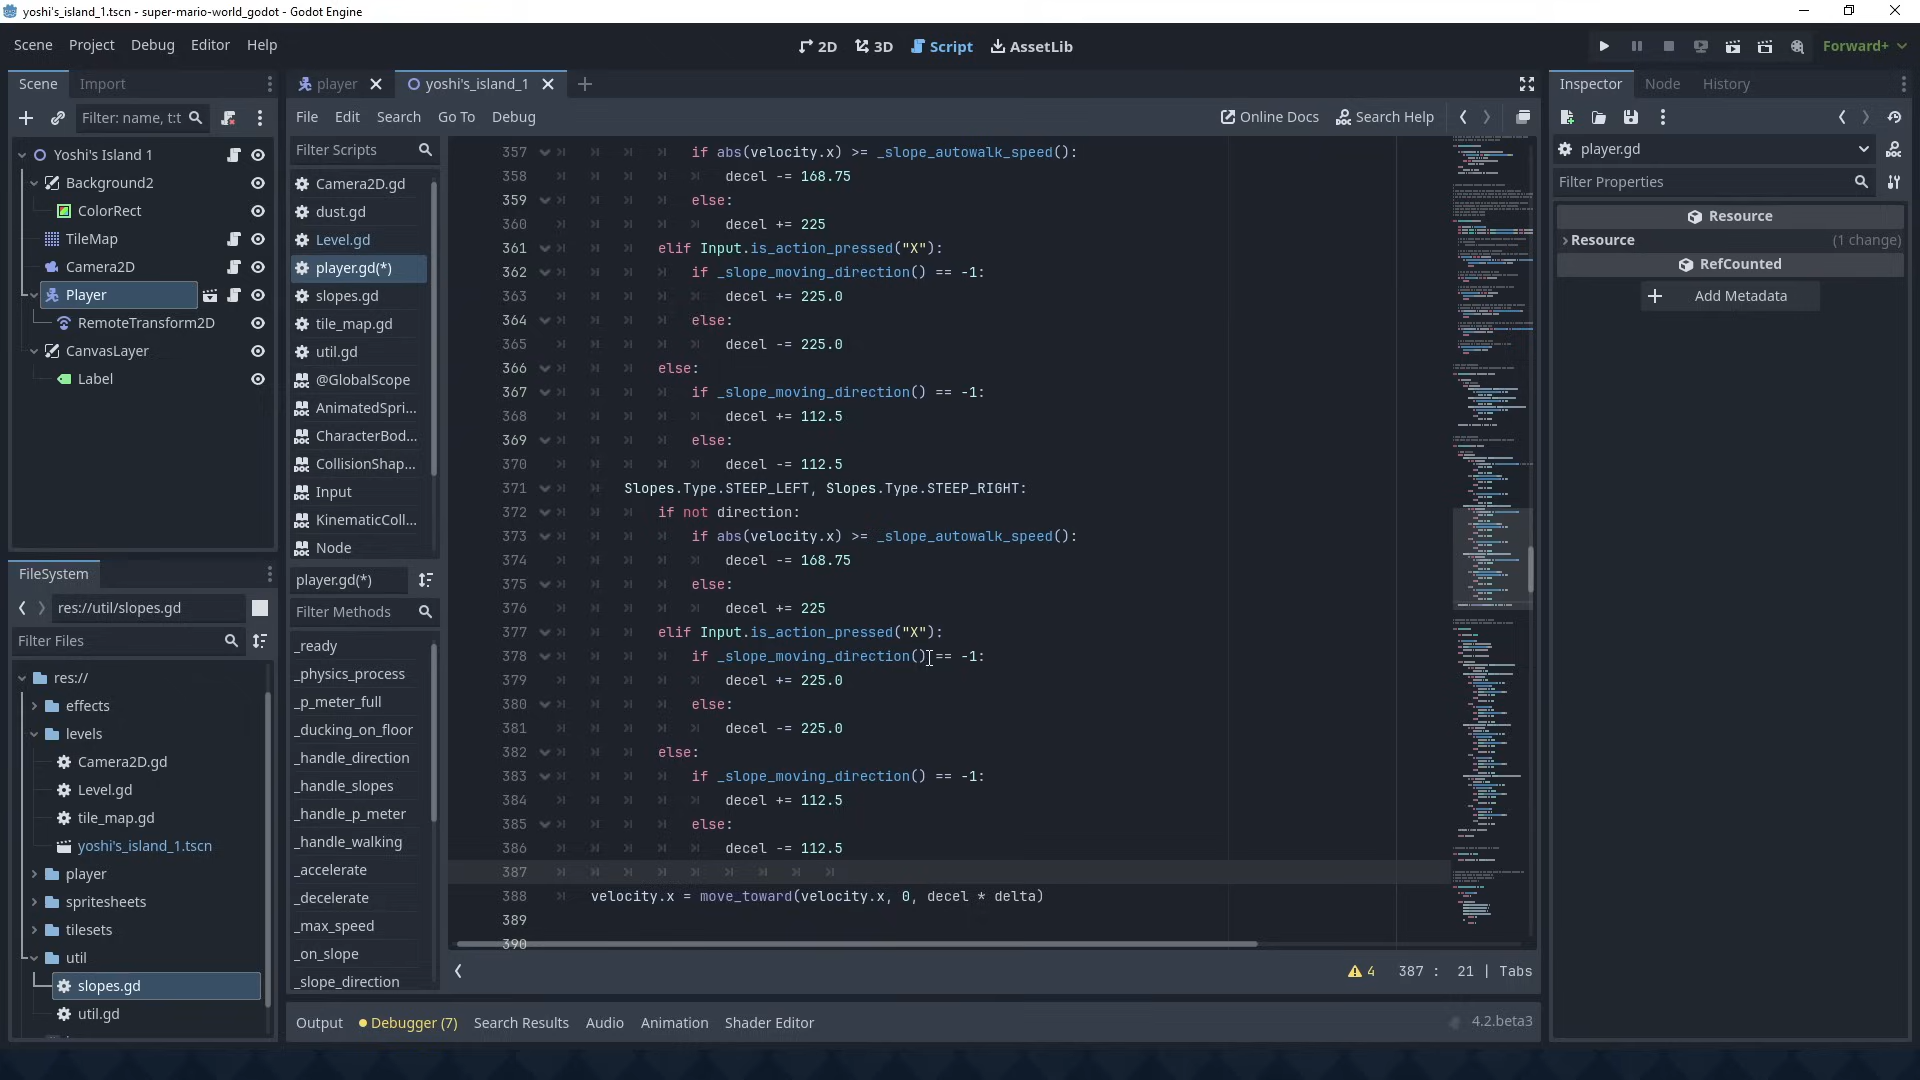 yoshi's_island_1.tscn - super-mario-world_godot - Godot Engine
Scene Project Debug Editor Help
2D 3D Script AssetLib
Forward+
Scene Import
Filter: name, t:t
Yoshi's Island 1
Background2
ColorRect
TileMap
Camera2D
Player
RemoteTransform2D
CanvasLayer
Label
FileSystem
res://util/slopes.gd
Filter Files
res://
effects
levels
Camera2D.gd
Level.gd
tile_map.gd
yoshi's_island_1.tscn
player
spritesheets
tilesets
util
slopes.gd
util.gd
player yoshi's_island_1
File Edit Search Go To Debug
Online Docs Search Help
Filter Scripts
Camera2D.gd
dust.gd
Level.gd
player.gd(*)
slopes.gd
tile_map.gd
util.gd
@GlobalScope
AnimatedSpri...
CharacterBod...
CollisionShap...
Input
KinematicColl...
Node
player.gd(*)
Filter Methods
_ready
_physics_process
_p_meter_full
_ducking_on_floor
_handle_direction
_handle_slopes
_handle_p_meter
_handle_walking
_accelerate
_decelerate
_max_speed
_on_slope
_slope_direction
357 if abs(velocity.x) >= _slope_autowalk_speed():
358 decel -= 168.75
359 else:
360 decel += 225
361 elif Input.is_action_pressed("X"):
362 if _slope_moving_direction() == -1:
363 decel += 225.0
364 else:
365 decel -= 225.0
366 else:
367 if _slope_moving_direction() == -1:
368 decel += 112.5
369 else:
370 decel -= 112.5
371 Slopes.Type.STEEP_LEFT, Slopes.Type.STEEP_RIGHT:
372 if not direction:
373 if abs(velocity.x) >= _slope_autowalk_speed():
374 decel -= 168.75
375 else:
376 decel += 225
377 elif Input.is_action_pressed("X"):
378 if _slope_moving_direction() == -1:
379 decel += 225.0
380 else:
381 decel -= 225.0
382 else:
383 if _slope_moving_direction() == -1:
384 decel += 112.5
385 else:
386 decel -= 112.5
387
388 velocity.x = move_toward(velocity.x, 0, decel * delta)
389
390
4 387 : 21 | Tabs
Output Debugger (7) Search Results Audio Animation Shader Editor
4.2.beta3
Inspector Node History
player.gd
Filter Properties
Resource
Resource (1 change)
RefCounted
Add Metadata